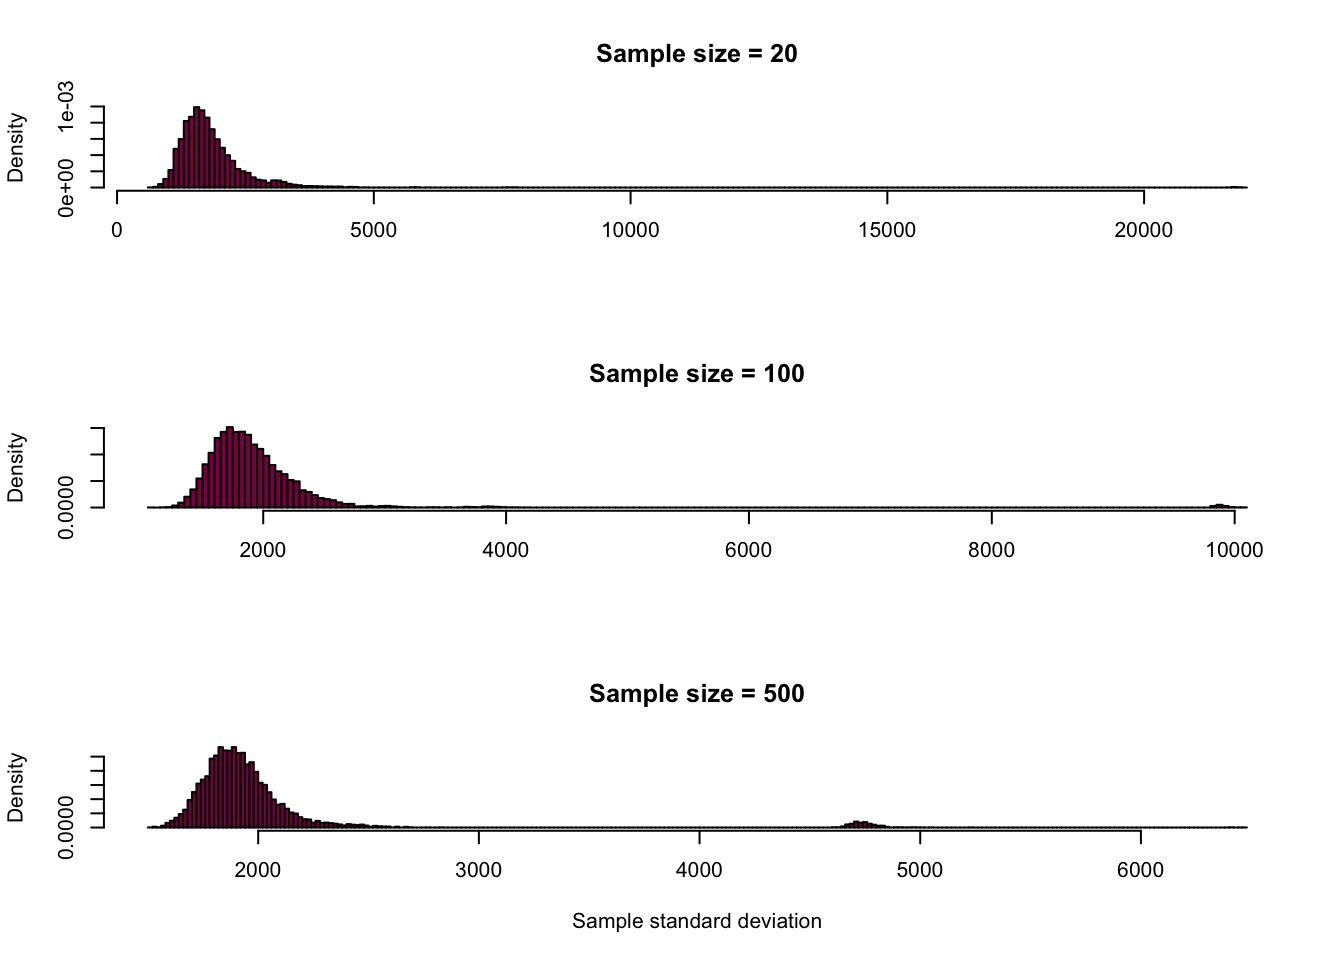 Sample size = 20
Density
0e+00 1e-03
0 5000 10000 15000 20000
Sample size = 100
Density
0.0000
2000 4000 6000 8000 10000
Sample size = 500
Density
0.0000
2000 3000 4000 5000 6000
Sample standard deviation